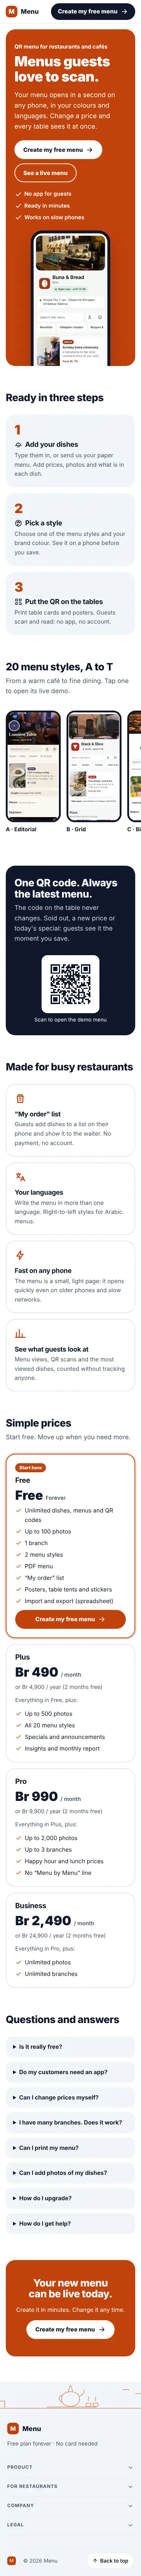 M Menu Create my free menu →
QR menu for restaurants and cafés
Menus guests
love to scan.
Your menu opens in a second on
any phone, in your colours and
languages. Change a price and
every table sees it at once.
Create my free menu →
See a live menu
No app for guests
Ready in minutes
Works on slow phones
Buna & Bread
Search the menu
Breakfast
Ready in three steps
1
Add your dishes
Type them in, or send us your paper
menu. Add prices, photos and what is in
each dish.
2
Pick a style
Choose one of the menu styles and your
brand colour. See it on a phone before
you save.
3
Put the QR on the tables
Print table cards and posters. Guests
scan and read: no app, no account.
20 menu styles, A to T
From a warm café to fine dining. Tap one
to open its live demo.
A · Editorial
B · Grid
C · Bi
One QR code. Always
the latest menu.
The code on the table never
changes. Sold out, a new price or
today's special: guests see it the
moment you save.
Scan to open the demo menu
Made for busy restaurants
"My order" list
Guests add dishes to a list on their
phone and show it to the waiter. No
payment, no account.
Your languages
Write the menu in more than one
language. Right-to-left styles for Arabic
menus.
Fast on any phone
The menu is a small, light page: it opens
quickly even on older phones and slow
networks.
See what guests look at
Menu views, QR scans and the most
viewed dishes, counted without tracking
anyone.
Simple prices
Start free. Move up when you need more.
Start here
Free
Free Forever
Unlimited dishes, menus and QR
codes
Up to 100 photos
1 branch
2 menu styles
PDF menu
"My order" list
Posters, table tents and stickers
Import and export (spreadsheet)
Create my free menu →
Plus
Br 490 / month
or Br 4,900 / year (2 months free)
Everything in Free, plus:
Up to 500 photos
All 20 menu styles
Specials and announcements
Insights and monthly report
Pro
Br 990 / month
or Br 9,900 / year (2 months free)
Everything in Plus, plus:
Up to 2,000 photos
Up to 3 branches
Happy hour and lunch prices
No "Menu by Menu" line
Business
Br 2,490 / month
or Br 24,900 / year (2 months free)
Everything in Pro, plus:
Unlimited photos
Unlimited branches
Questions and answers
Is it really free?
Do my customers need an app?
Can I change prices myself?
I have many branches. Does it work?
Can I print my menu?
Can I add photos of my dishes?
How do I upgrade?
How do I get help?
Your new menu
can be live today.
Create it in minutes. Change it any time.
Create my free menu →
M Menu
Free plan forever · No card needed
PRODUCT
FOR RESTAURANTS
COMPANY
LEGAL
M © 2026 Menu ↑ Back to top